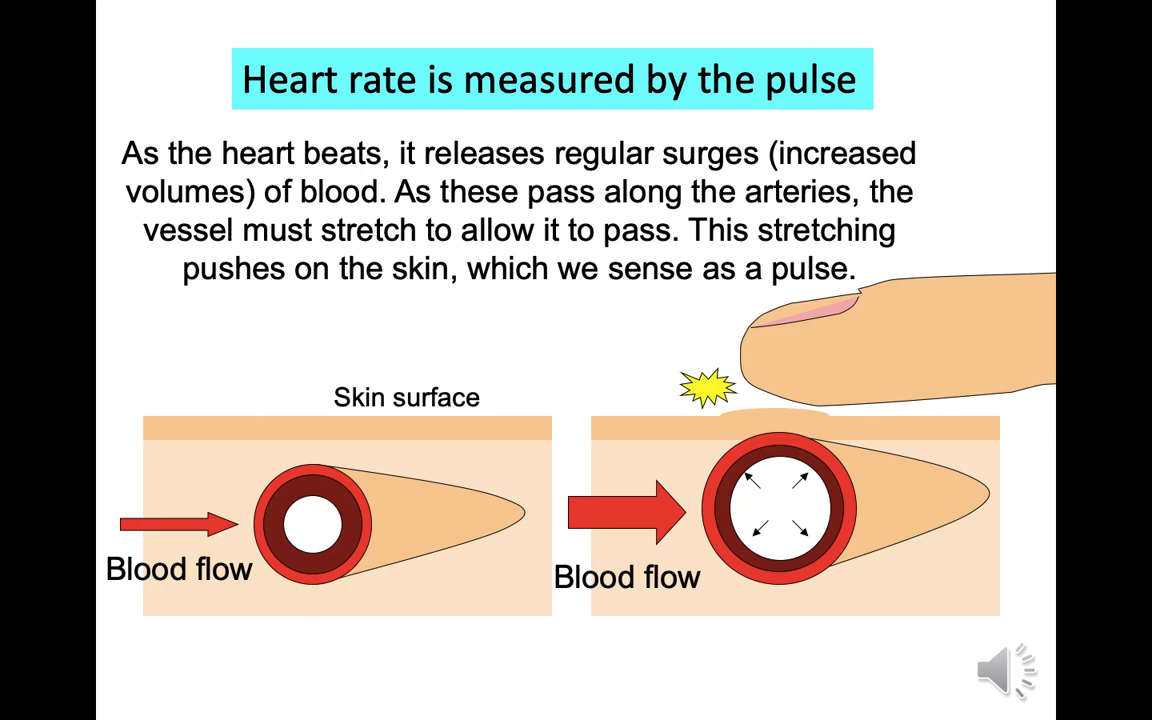 Heart rate is measured by the pulse
As the heart beats, it releases regular surges (increased
volumes) of blood. As these pass along the arteries, the
vessel must stretch to allow it to pass. This stretching
pushes on the skin, which we sense as a pulse.
Skin surface
Blood flow
Blood flow